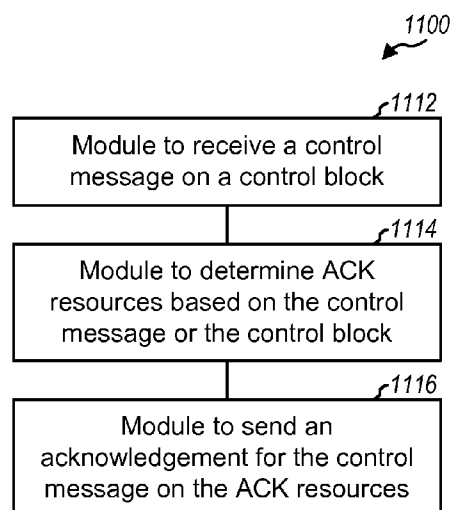 1100
1112
Module to receive a control
message on a control block
1114
Module to determine ACK
resources based on the control
message or the control block
1116
Module to send an
acknowledgement for the control
message on the ACK resources